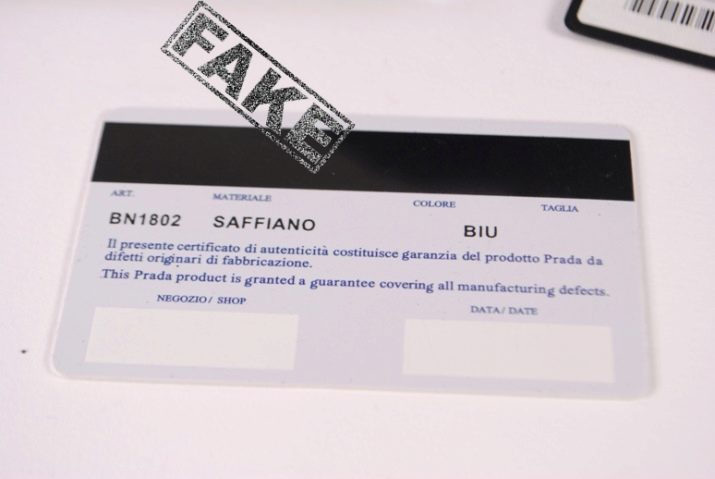 FAKE
ART. MATERIALE COLORE TAGLIA
BN1802 SAFFIANO BIU
Il presente certificato di autenticità costituisce garanzia del prodotto Prada da
difetti originari di fabbricazione.
This Prada product is granted a guarantee covering all manufacturing defects.
NEGOZIO/ SHOP DATA/ DATE